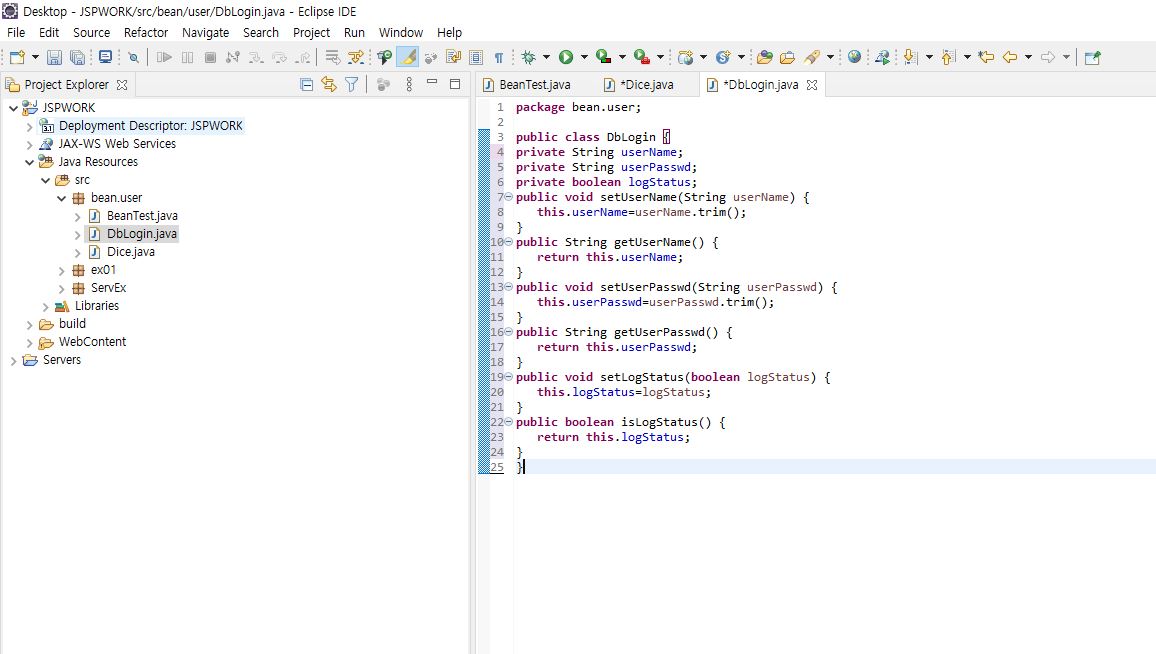 Desktop - JSPWORK/src/bean/user/DbLogin.java - Eclipse IDE
File Edit Source Refactor Navigate Search Project Run Window Help
Project Explorer
BeanTest.java *Dice.java *DbLogin.java
JSPWORK
Deployment Descriptor: JSPWORK
JAX-WS Web Services
Java Resources
src
bean.user
BeanTest.java
DbLogin.java
Dice.java
ex01
ServEx
Libraries
build
WebContent
Servers
1 package bean.user;
2
3 public class DbLogin {
4 private String userName;
5 private String userPasswd;
6 private boolean logStatus;
7 public void setUserName(String userName) {
8 this.userName=userName.trim();
9 }
10 public String getUserName() {
11 return this.userName;
12 }
13 public void setUserPasswd(String userPasswd) {
14 this.userPasswd=userPasswd.trim();
15 }
16 public String getUserPasswd() {
17 return this.userPasswd;
18 }
19 public void setLogStatus(boolean logStatus) {
20 this.logStatus=logStatus;
21 }
22 public boolean isLogStatus() {
23 return this.logStatus;
24 }
25 }